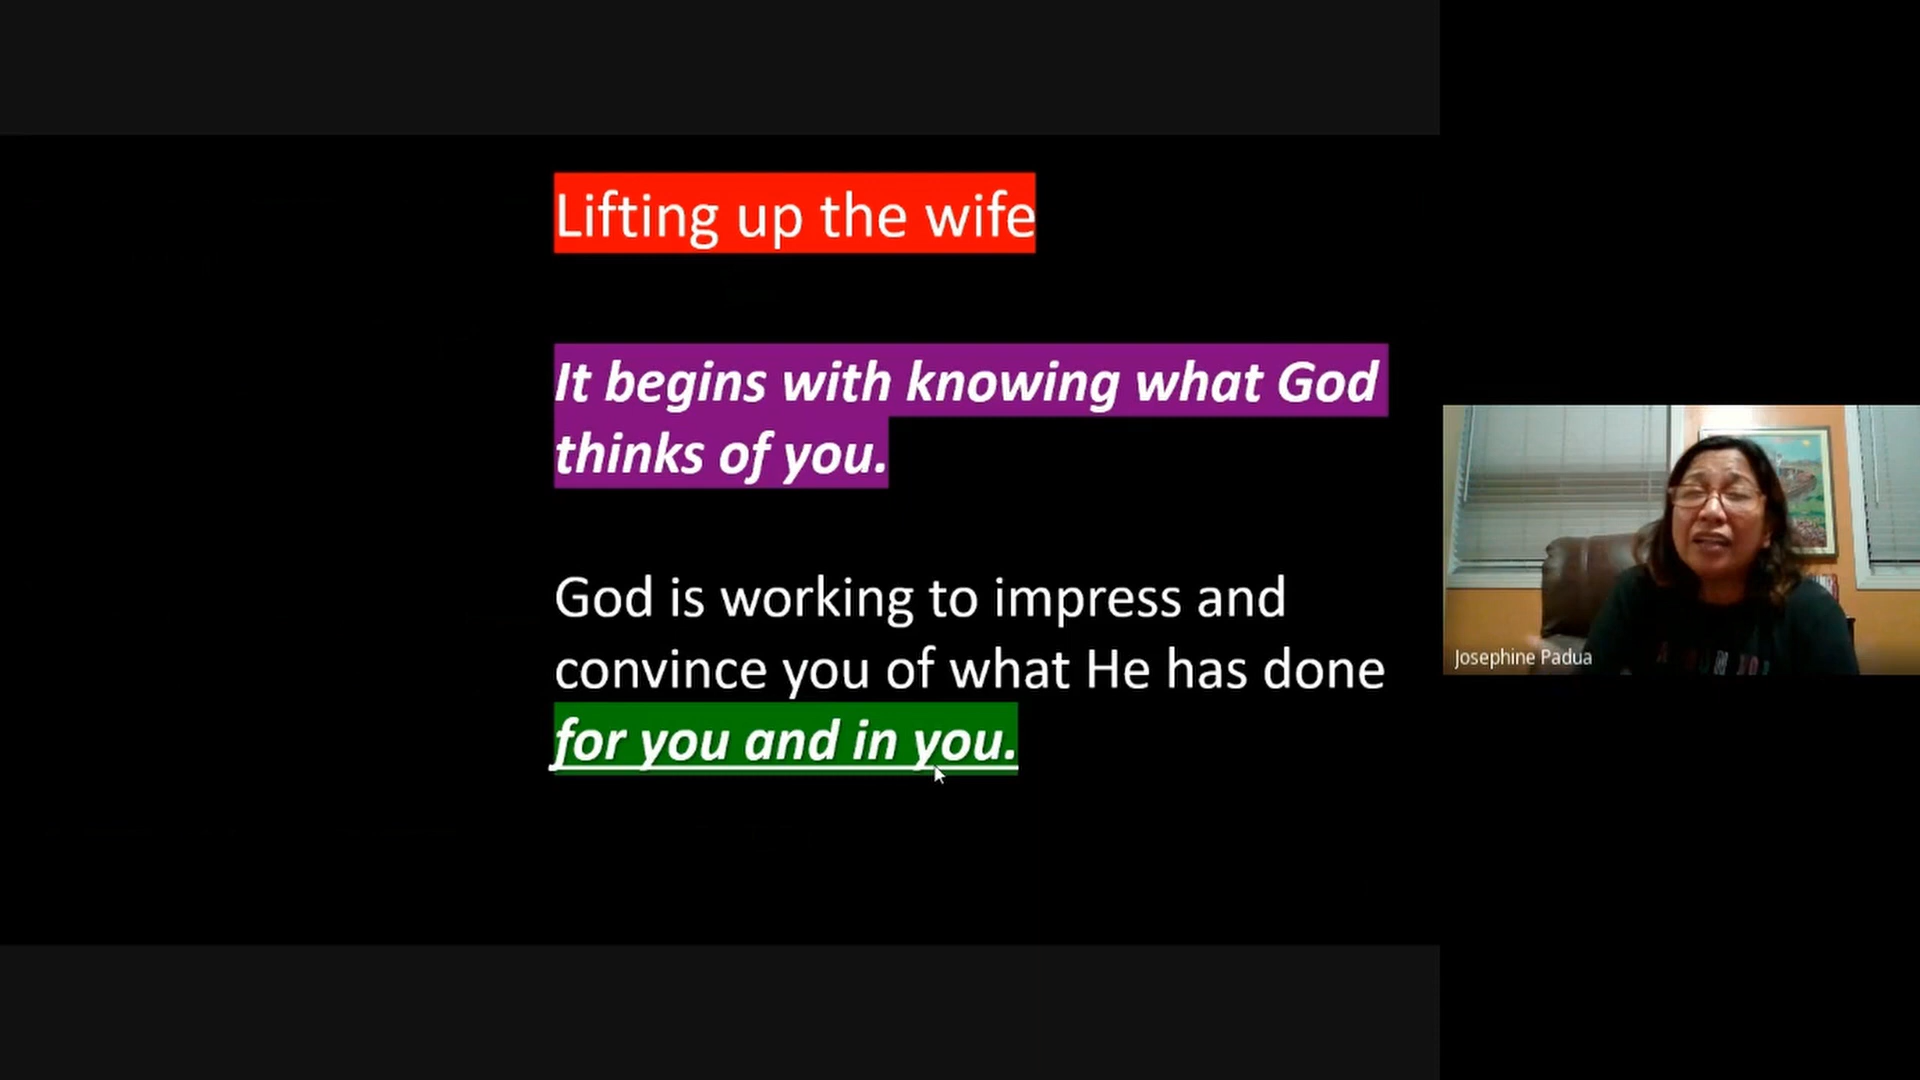 Lifting up the wife
It begins with knowing what God
thinks of you.
God is working to impress and
convince you of what He has done
for you and in you.
Josephine Padua